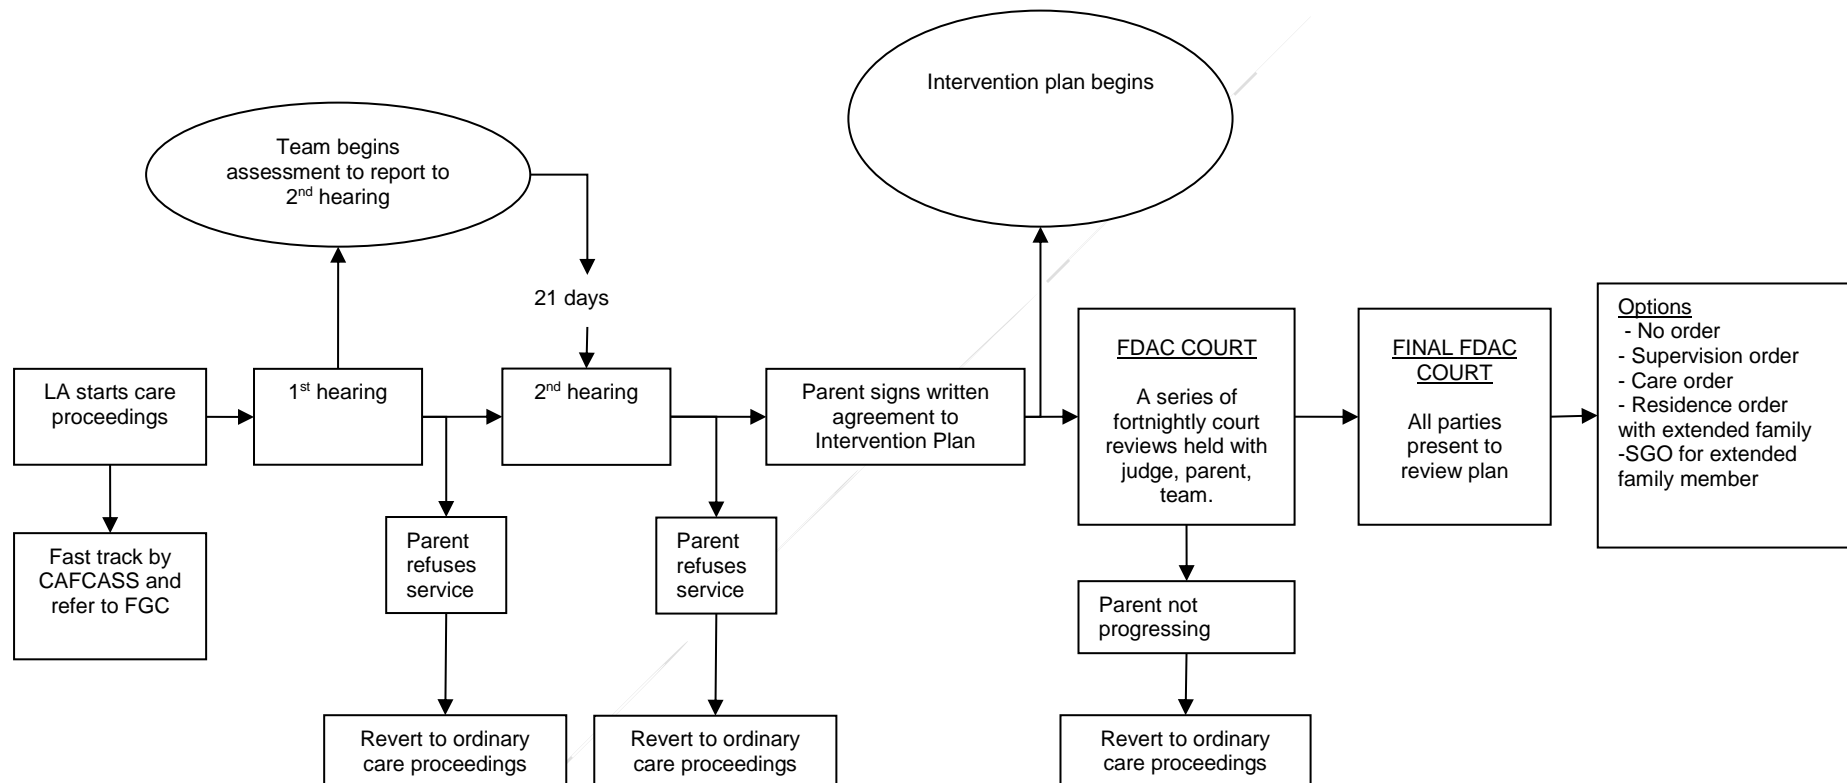 Intervention plan begins
Team begins
assessment to report to
2nd hearing
21 days
LA starts care
proceedings
1st hearing
2nd hearing
Parent signs written
agreement to
Intervention Plan
FDAC COURT
A series of
fortnightly court
reviews held with
judge, parent,
team.
FINAL FDAC
COURT
All parties
present to
review plan
Options
- No order
- Supervision order
- Care order
- Residence order
with extended family
-SGO for extended
family member
Fast track by
CAFCASS and
refer to FGC
Parent
refuses
service
Parent
refuses
service
Parent not
progressing
Revert to ordinary
care proceedings
Revert to ordinary
care proceedings
Revert to ordinary
care proceedings